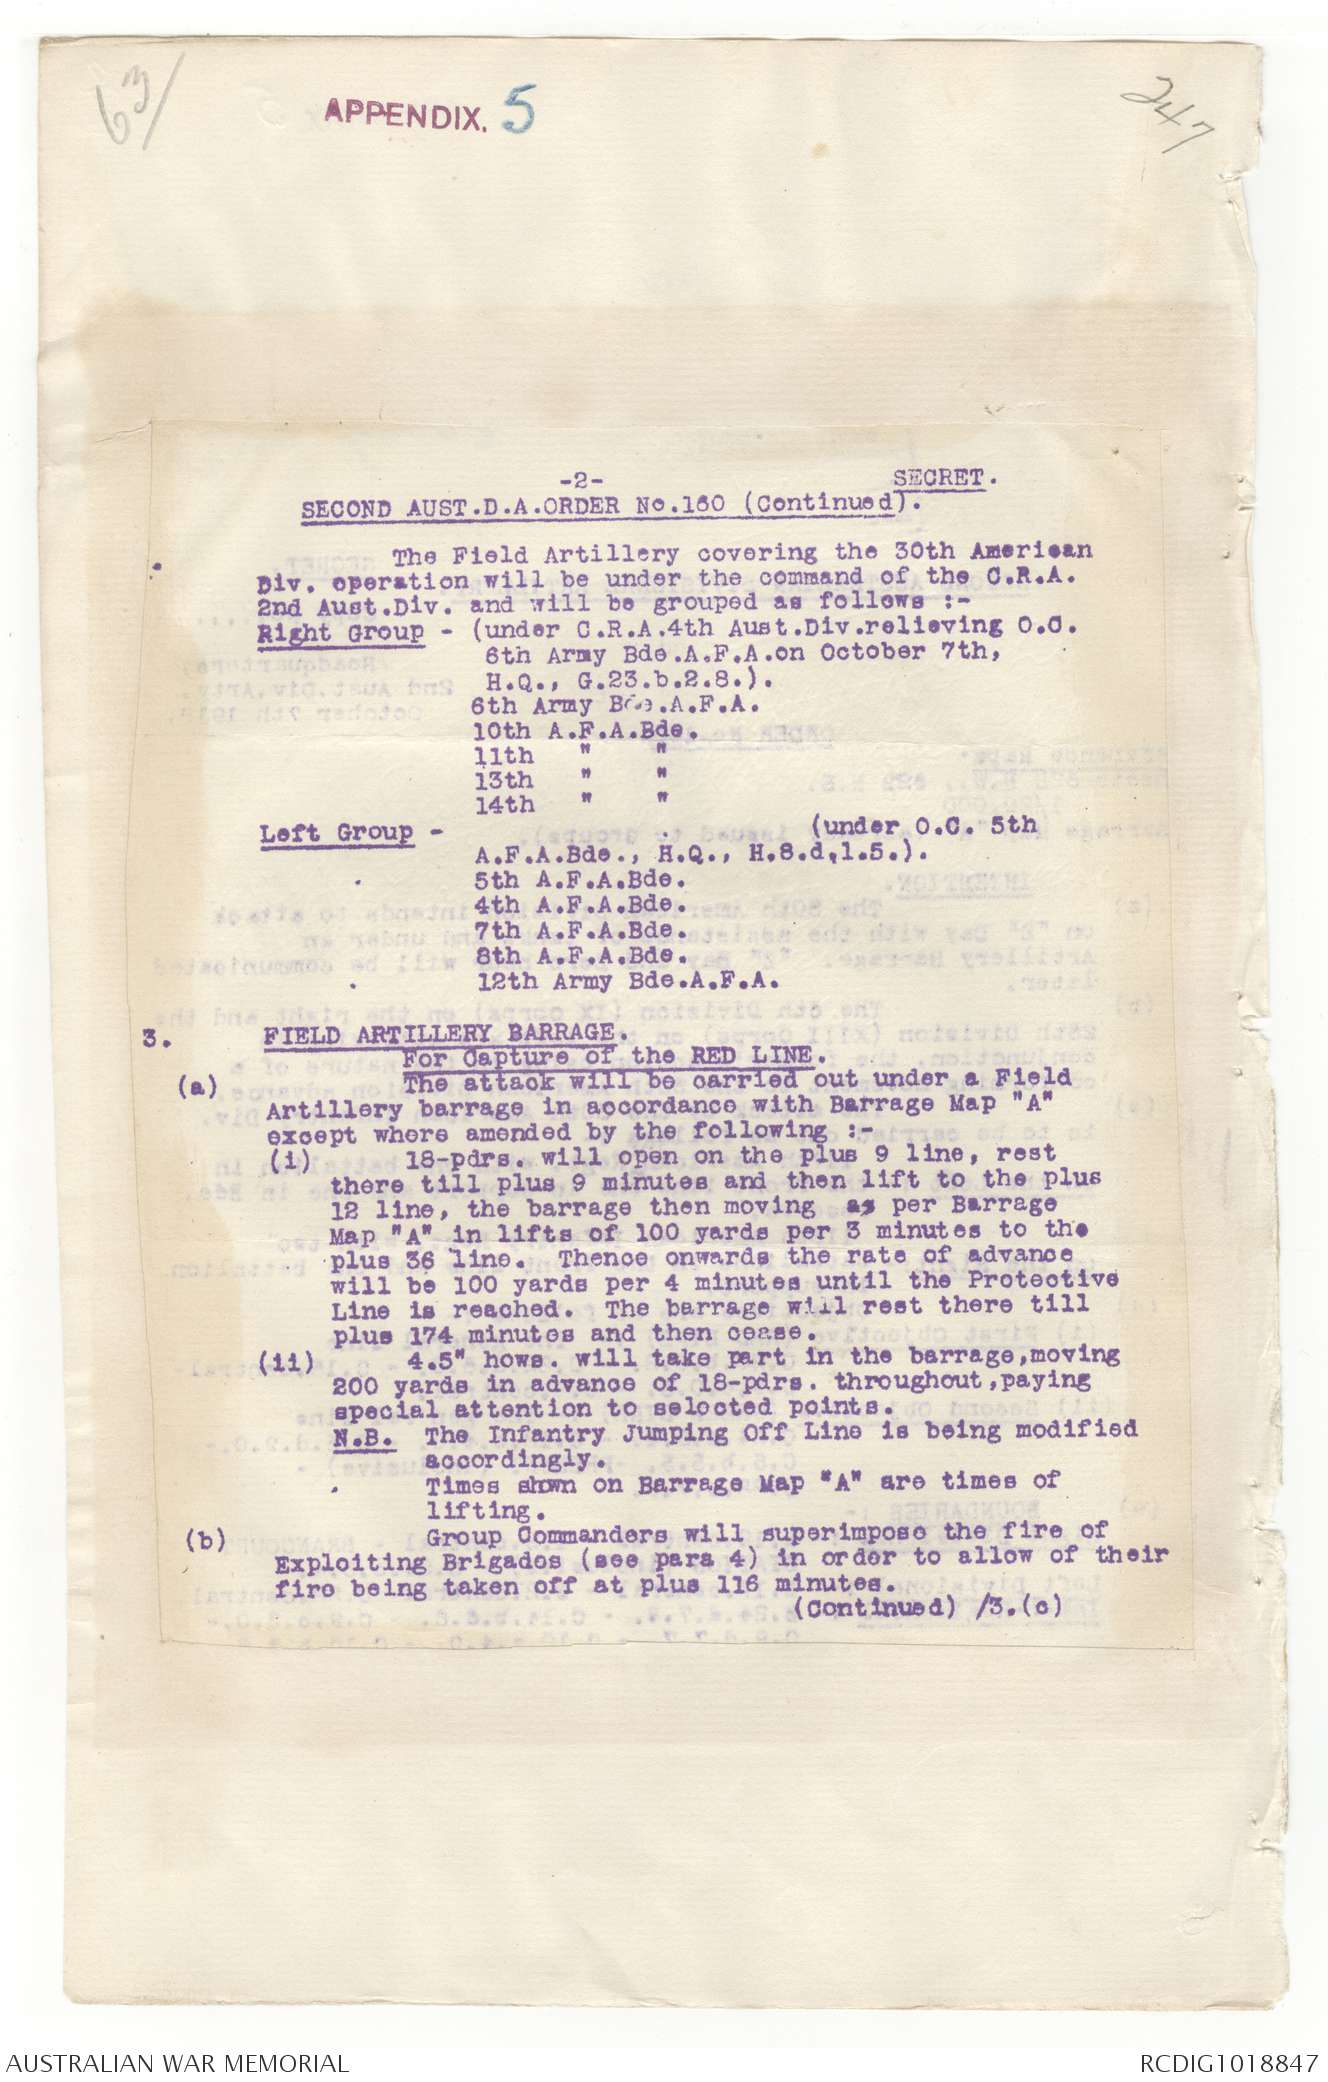 63/
APPENDIX. 5
247
-2- SECRET.
SECOND AUST.D.A.ORDER No.160 (Continued).
The Field Artillery covering the 30th American
Div. operation will be under the command of the C.R.A.
2nd Aust.Div. and will be grouped as follows :-
Right Group - (under C.R.A.4th Aust.Div.relieving O.C.
6th Army Bde.A.F.A.on October 7th,
H.Q., G.23.b.2.8.).
6th Army Bde.A.F.A.
10th A.F.A.Bde.
11th " "
13th " "
14th " "
Left Group - (under O.C. 5th
A.F.A.Bde., H.Q., H.8.d.1.5.).
5th A.F.A.Bde.
4th A.F.A.Bde.
7th A.F.A.Bde.
8th A.F.A.Bde.
12th Army Bde.A.F.A.
3. FIELD ARTILLERY BARRAGE.
For Capture of the RED LINE.
(a) The attack will be carried out under a Field
Artillery barrage in accordance with Barrage Map "A"
except where amended by the following :-
(i) 18-pdrs. will open on the plus 9 line, rest
there till plus 9 minutes and then lift to the plus
12 line, the barrage then moving as per Barrage
Map "A" in lifts of 100 yards per 3 minutes to the
plus 36 line. Thence onwards the rate of advance
will be 100 yards per 4 minutes until the Protective
Line is reached. The barrage will rest there till
plus 174 minutes and then cease.
(ii) 4.5" hows. will take part in the barrage,moving
200 yards in advance of 18-pdrs. throughout,paying
special attention to selected points.
N.B. The Infantry Jumping Off Line is being modified
accordingly.
Times shown on Barrage Map "A" are times of
lifting.
(b) Group Commanders will superimpose the fire of
Exploiting Brigades (see para 4) in order to allow of their
fire being taken off at plus 116 minutes.
(Continued) /3.(c)
AUSTRALIAN WAR MEMORIAL RCDIG1018847